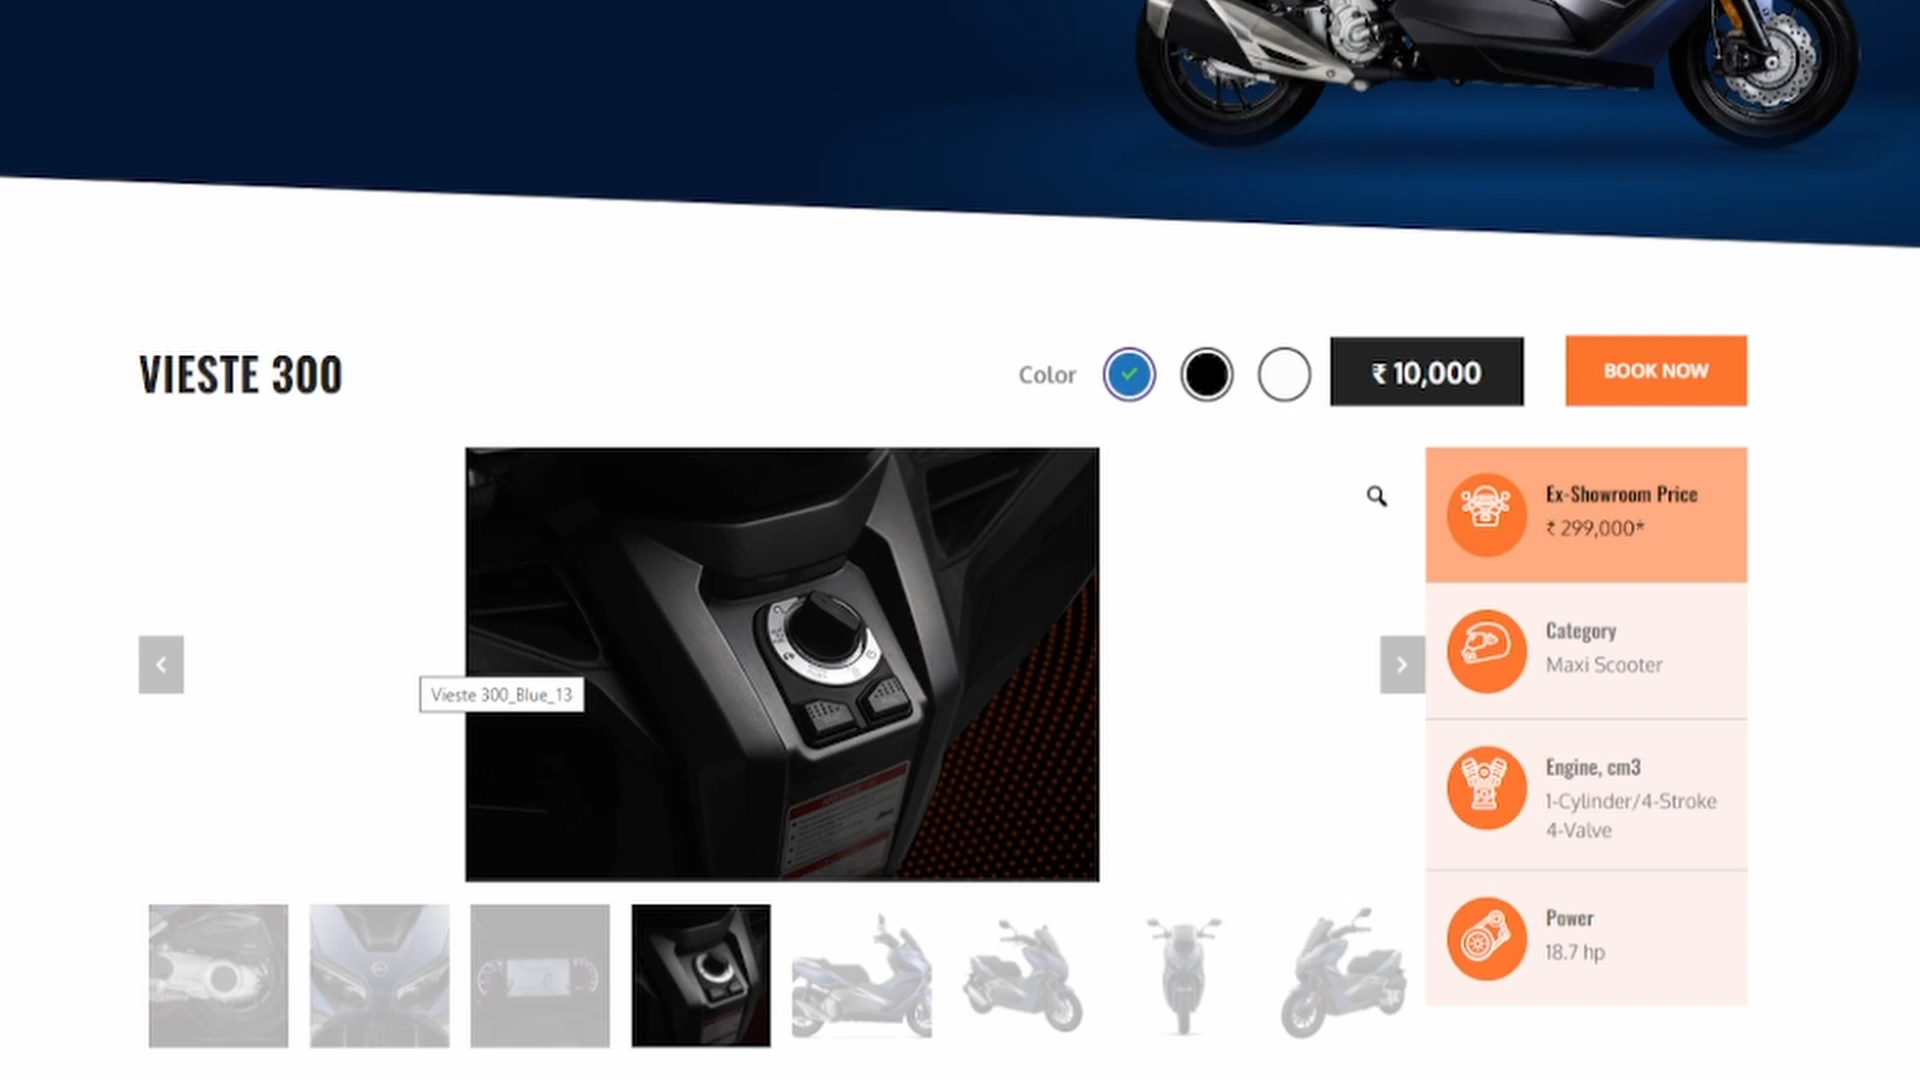 VIESTE 300
Color
₹ 10,000
BOOK NOW
Ex-Showroom Price
₹ 299,000*
Category
Maxi Scooter
Engine, cm3
1-Cylinder/4-Stroke
4-Valve
Power
18.7 hp
Vieste 300_Blue_13